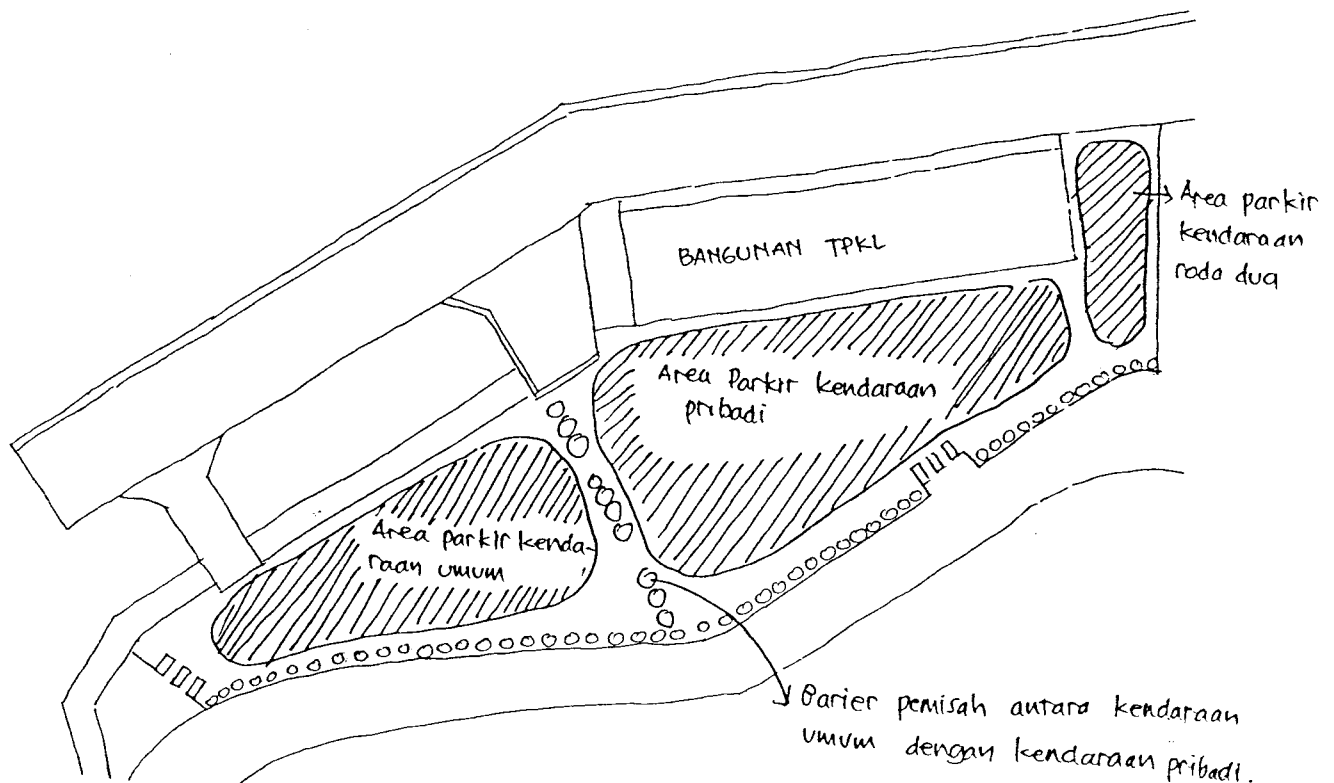 BANGUNAN TPKL
Area parkir
kendaraan
roda dua
Area Parkir kendaraan
pribadi
Area parkir kenda-
raan umum
Barier pemisah antara kendaraan
umum dengan kendaraan pribadi.